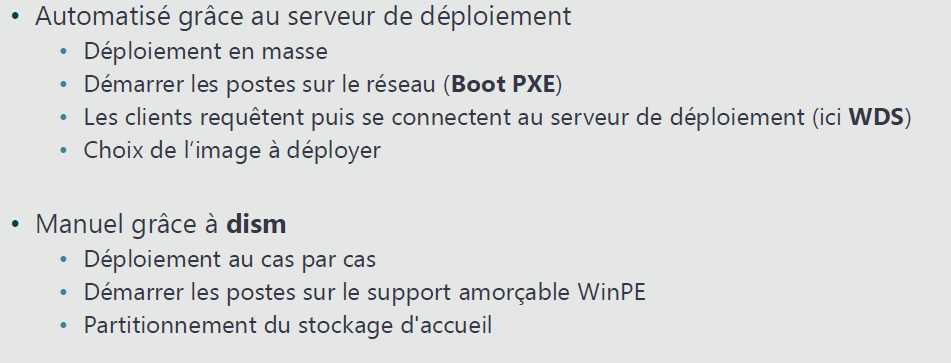 • Automatisé grâce au serveur de déploiement
• Déploiement en masse
• Démarrer les postes sur le réseau (Boot PXE)
• Les clients requêtent puis se connectent au serveur de déploiement (ici WDS)
• Choix de l’image à déployer
• Manuel grâce à dism
• Déploiement au cas par cas
• Démarrer les postes sur le support amorçable WinPE
• Partitionnement du stockage d'accueil